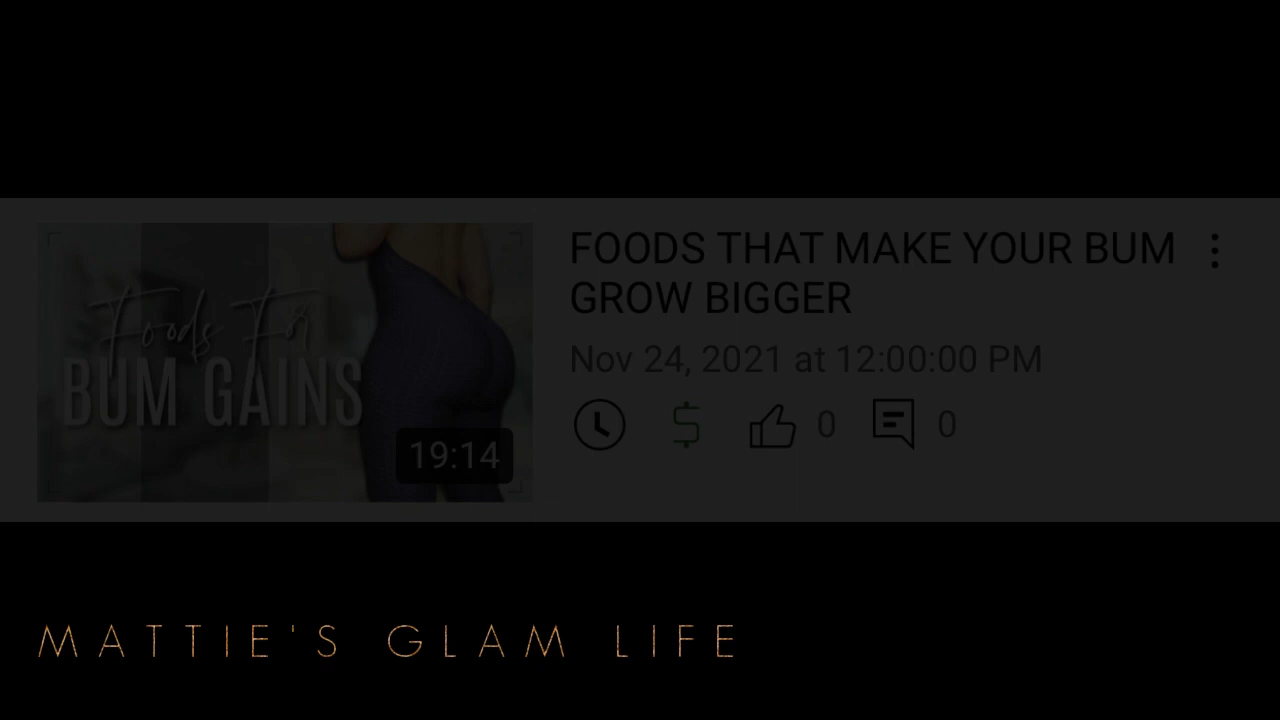 Foods For
BUM GAINS
19:14
FOODS THAT MAKE YOUR BUM
GROW BIGGER
Nov 24, 2021 at 12:00:00 PM
0
0
MATTIE'S GLAM LIFE